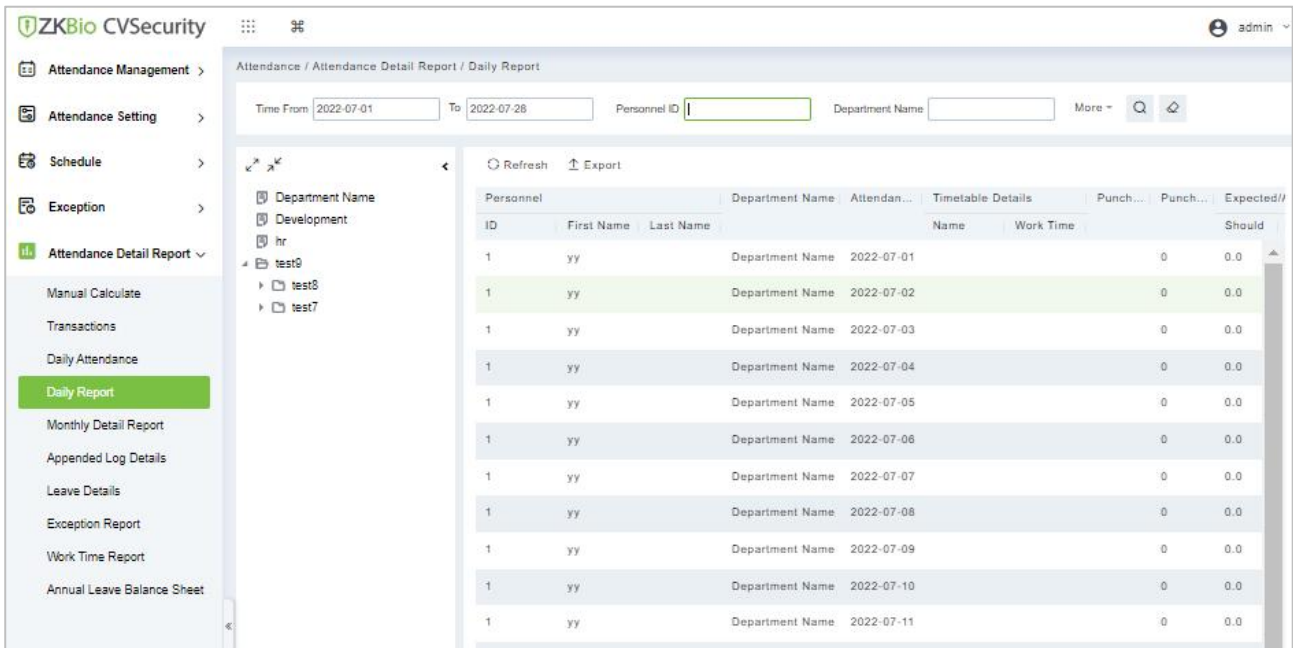 ZKBio CVSecurity
admin
Attendance Management
Attendance Setting
Schedule
Exception
Attendance Detail Report
Manual Calculate
Transactions
Daily Attendance
Daily Report
Monthly Detail Report
Appended Log Details
Leave Details
Exception Report
Work Time Report
Annual Leave Balance Sheet
Attendance / Attendance Detail Report / Daily Report
Time From 2022-07-01 To 2022-07-28 Personnel ID Department Name More
Department Name
Development
hr
test9
test8
test7
Refresh Export
Personnel Department Name Attendan... Timetable Details Punch... Punch... Expected/A
ID First Name Last Name Name Work Time Should
1 yy Department Name 2022-07-01 0 0.0
1 yy Department Name 2022-07-02 0 0.0
1 yy Department Name 2022-07-03 0 0.0
1 yy Department Name 2022-07-04 0 0.0
1 yy Department Name 2022-07-05 0 0.0
1 yy Department Name 2022-07-06 0 0.0
1 yy Department Name 2022-07-07 0 0.0
1 yy Department Name 2022-07-08 0 0.0
1 yy Department Name 2022-07-09 0 0.0
1 yy Department Name 2022-07-10 0 0.0
1 yy Department Name 2022-07-11 0 0.0